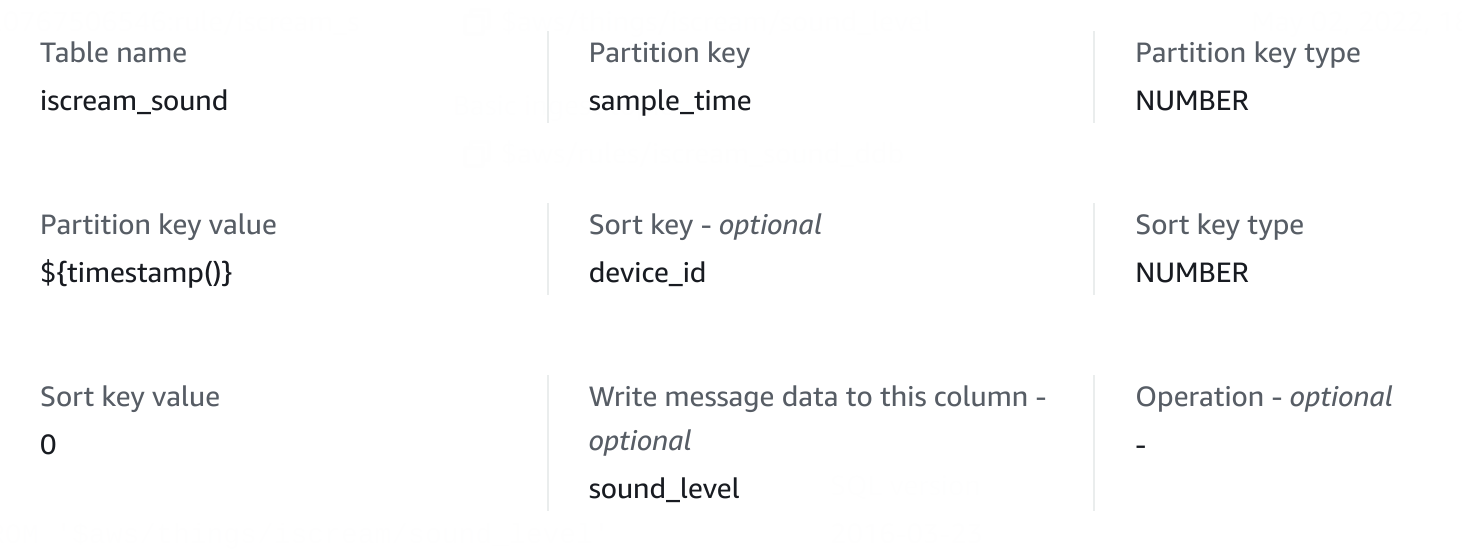 Table name
iscream_sound
Partition key
sample_time
Partition key type
NUMBER
Partition key value
${timestamp()}
Sort key - optional
device_id
Sort key type
NUMBER
Sort key value
0
Write message data to this column -
optional
sound_level
Operation - optional
-